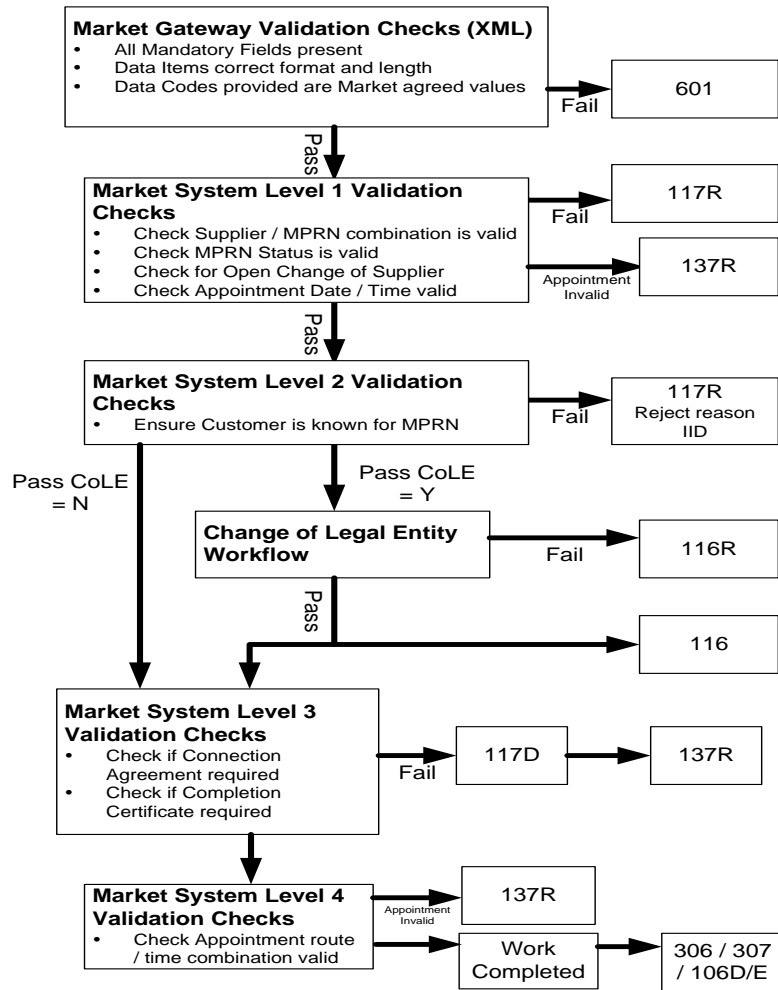 Market Gateway Validation Checks (XML)
• All Mandatory Fields present
• Data Items correct format and length
• Data Codes provided are Market agreed values
Fail
601
Pass
Market System Level 1 Validation
Checks
• Check Supplier / MPRN combination is valid
• Check MPRN Status is valid
• Check for Open Change of Supplier
• Check Appointment Date / Time valid
Fail
117R
Appointment
Invalid
137R
Pass
Market System Level 2 Validation
Checks
• Ensure Customer is known for MPRN
Fail
117R
Reject reason
IID
Pass CoLE
= N
Pass CoLE
= Y
Change of Legal Entity
Workflow
Fail
116R
Pass
116
Market System Level 3
Validation Checks
• Check if Connection
Agreement required
• Check if Completion
Certificate required
Fail
117D
137R
Market System Level 4
Validation Checks
• Check Appointment route
/ time combination valid
Appointment
Invalid
137R
Work
Completed
306 / 307
/ 106D/E